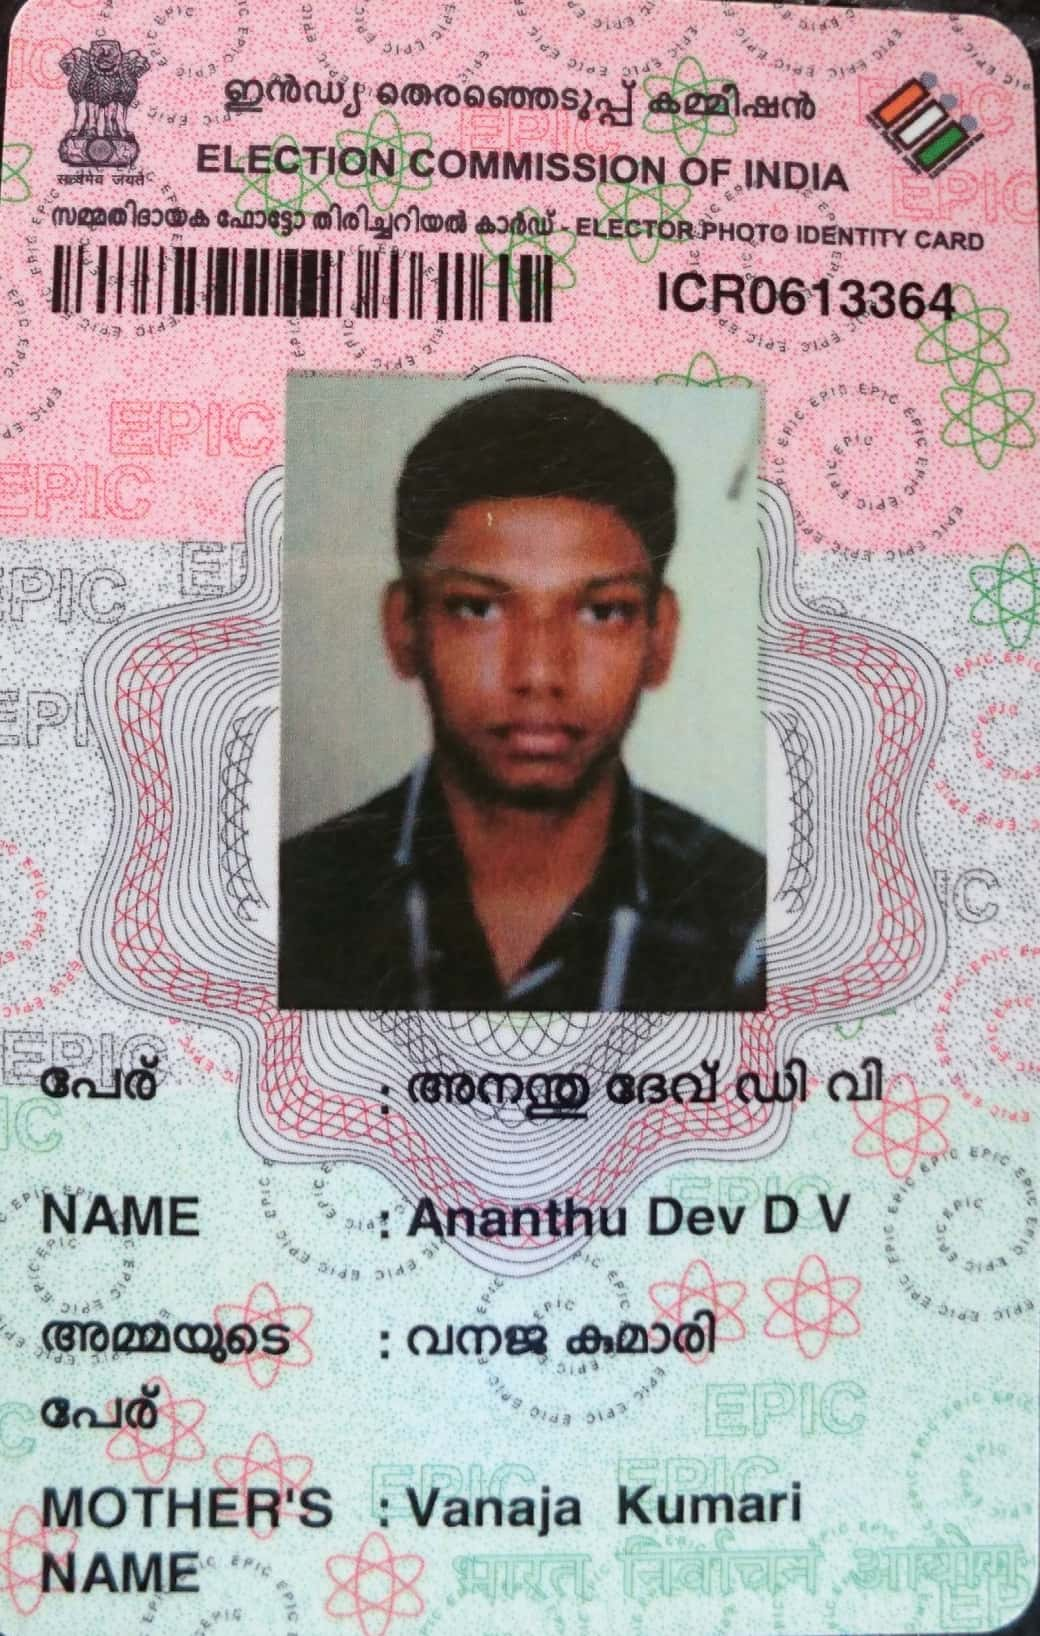 ഇൻഡ്യ തെരഞ്ഞെടുപ്പ് കമ്മീഷൻ
सत्यमेव जयते
ELECTION COMMISSION OF INDIA
സമ്മതിദായക ഫോട്ടോ തിരിച്ചറിയൽ കാർഡ് - ELECTOR PHOTO IDENTITY CARD
ICR0613364
EPIC
പേര് : അനന്തു ദേവ് ഡി വി
NAME : Ananthu Dev D V
അമ്മയുടെ : വനജ കുമാരി
പേര്
MOTHER'S : Vanaja Kumari
NAME
भारत निर्वाचन आयोग